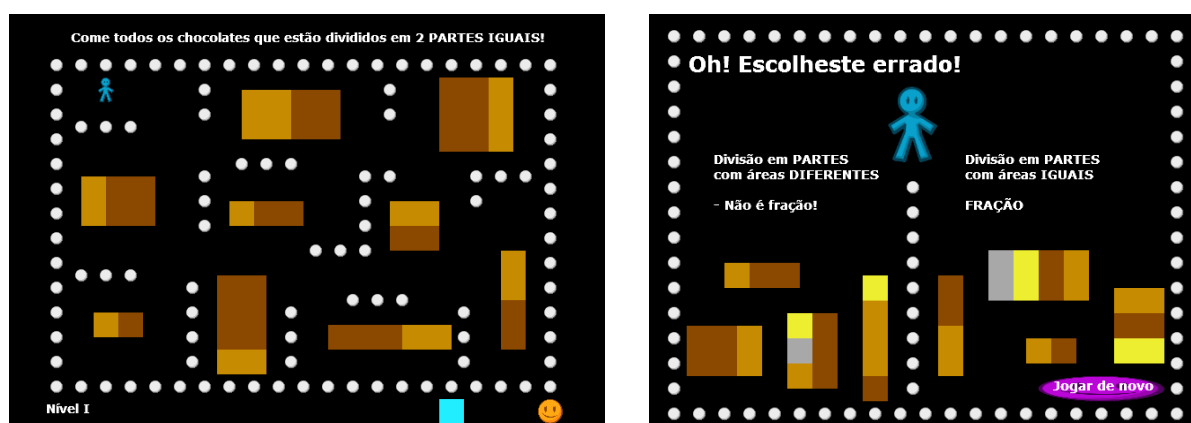 Come todos os chocolates que estão divididos em 2 PARTES IGUAIS!
Nível I
Oh! Escolheste errado!
Divisão em PARTES
com áreas DIFERENTES
- Não é fração!
Divisão em PARTES
com áreas IGUAIS
FRAÇÃO
Jogar de novo